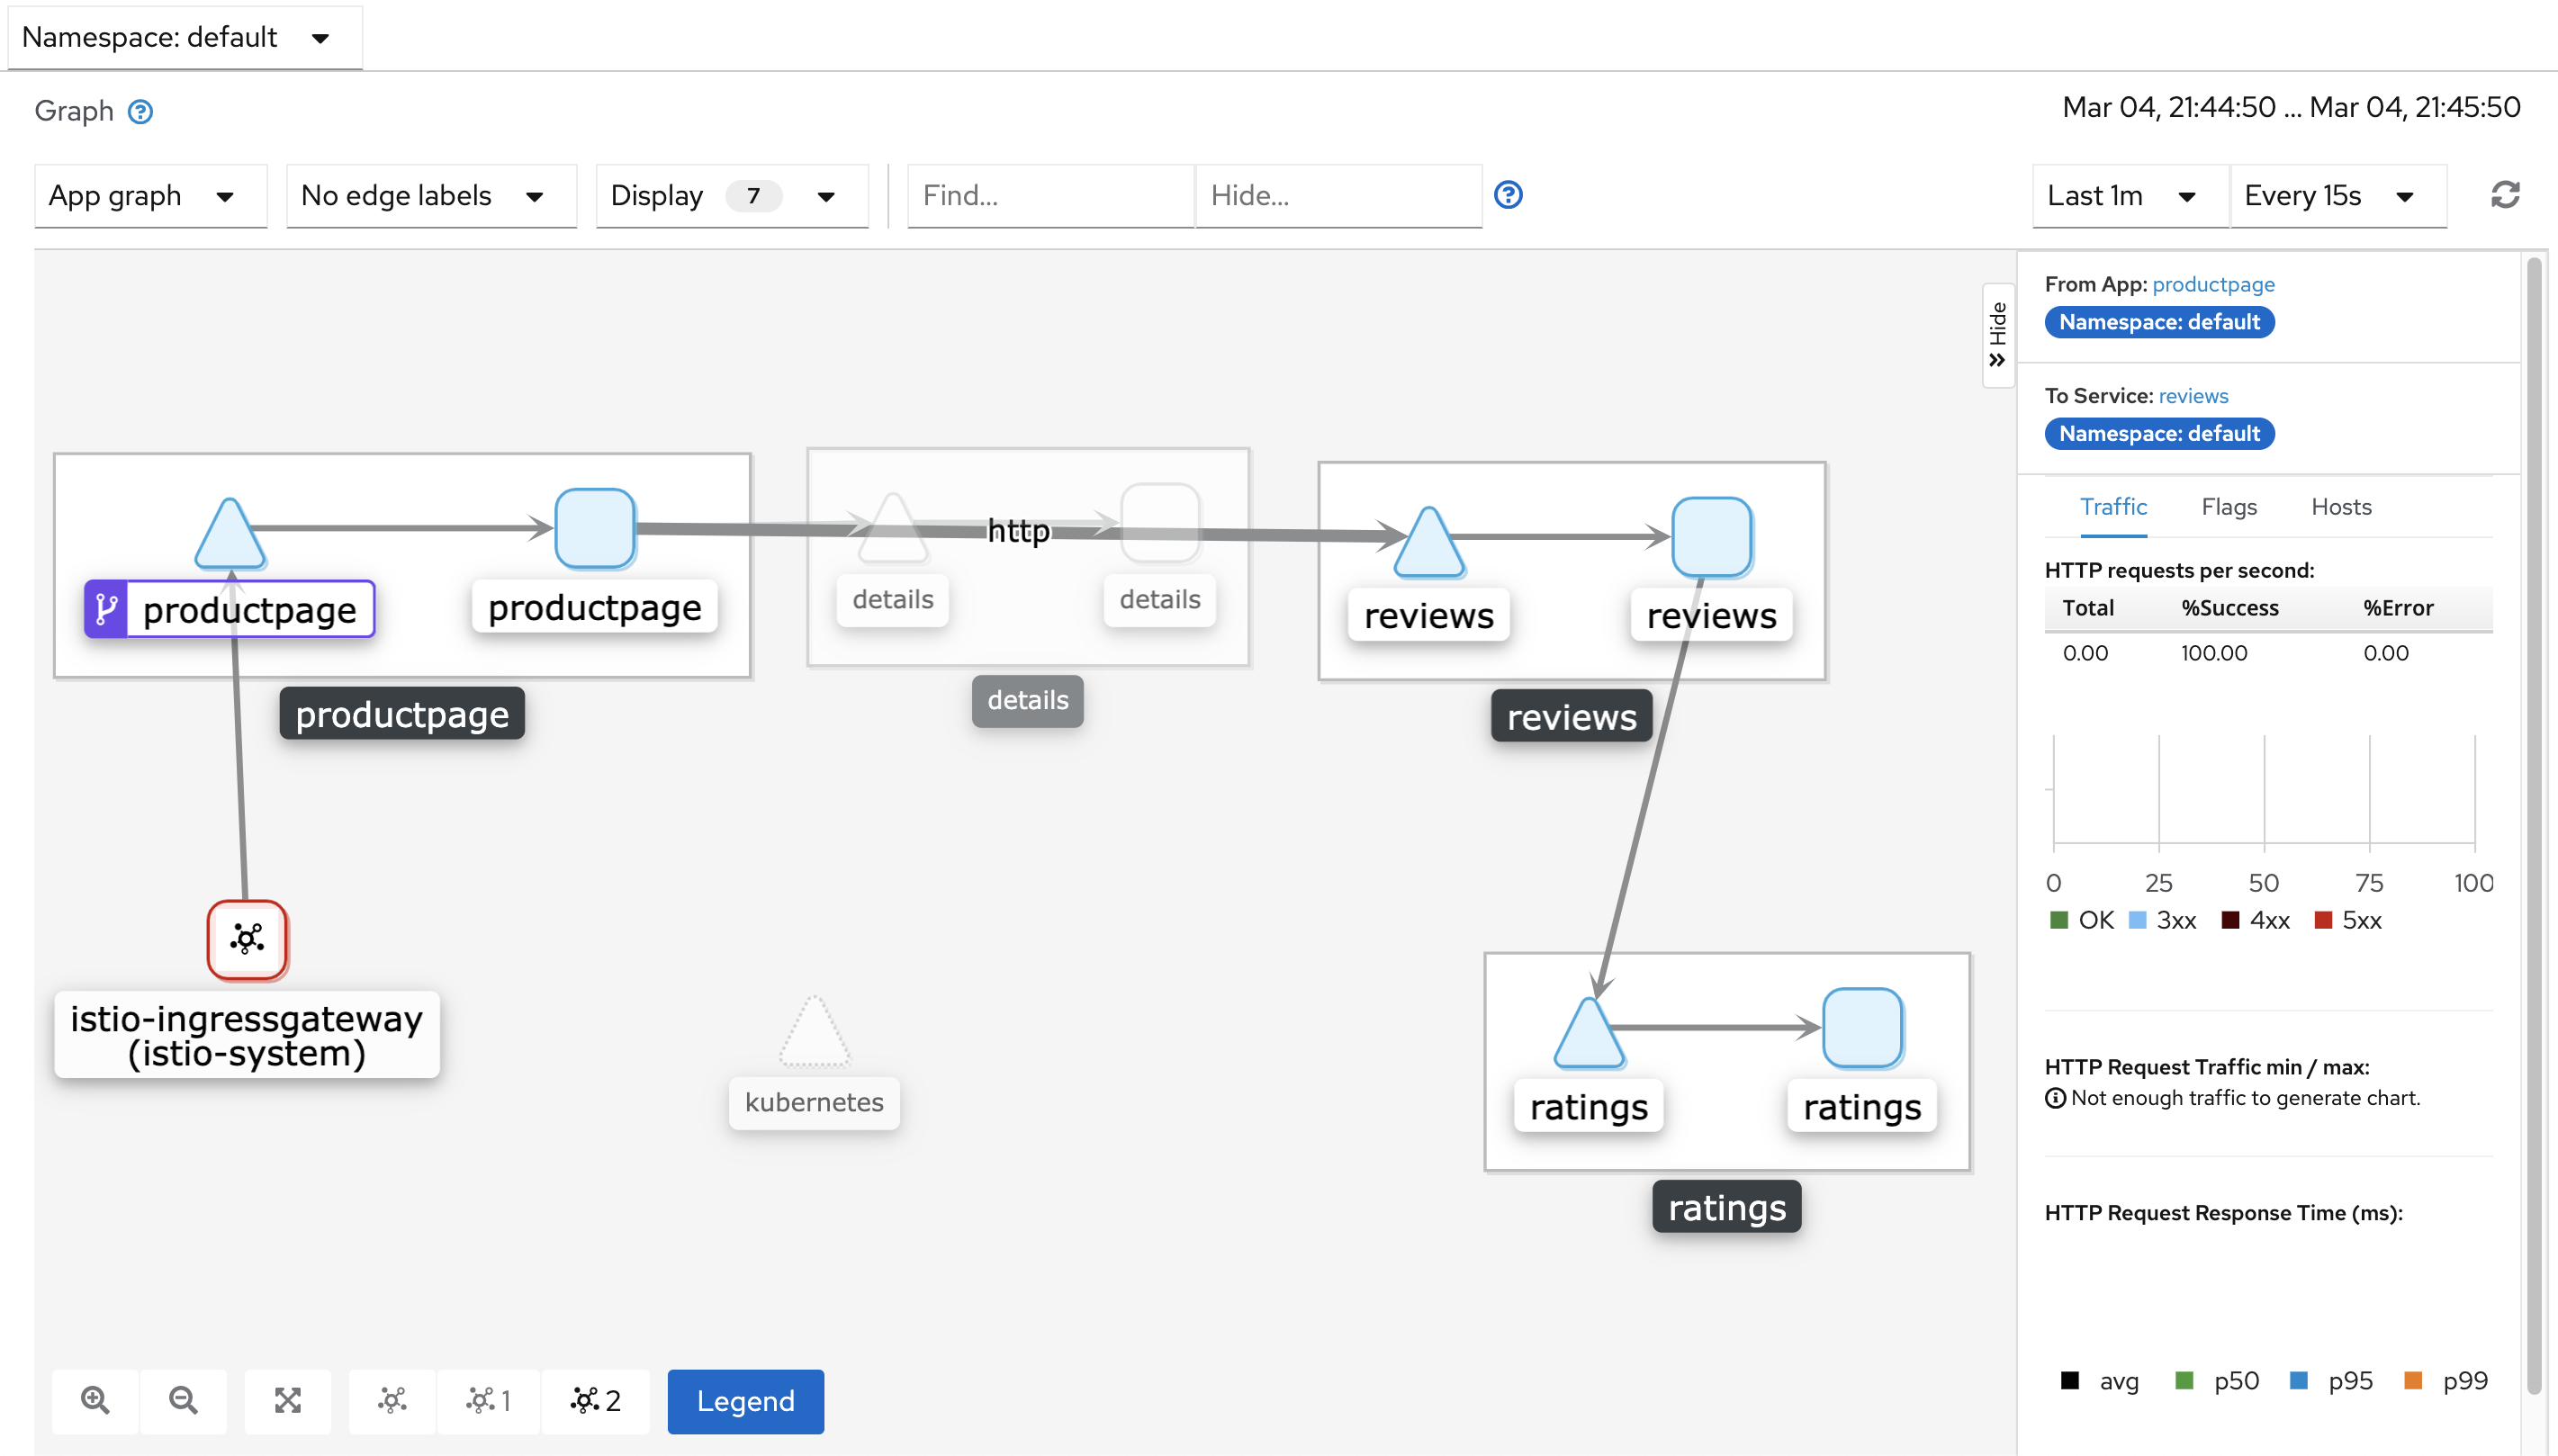 Namespace: default
Graph
Mar 04, 21:44:50 ... Mar 04, 21:45:50
App graph
No edge labels
Display 7
Find...
Hide...
Last 1m
Every 15s
Hide
From App: productpage
Namespace: default
To Service: reviews
Namespace: default
Traffic Flags Hosts
HTTP requests per second:
Total %Success %Error
0.00 100.00 0.00
0 25 50 75 100
OK 3xx 4xx 5xx
HTTP Request Traffic min / max:
Not enough traffic to generate chart.
HTTP Request Response Time (ms):
avg p50 p95 p99
http
productpage
productpage
productpage
details
details
details
reviews
reviews
reviews
istio-ingressgateway
(istio-system)
kubernetes
ratings
ratings
ratings
1
2
Legend